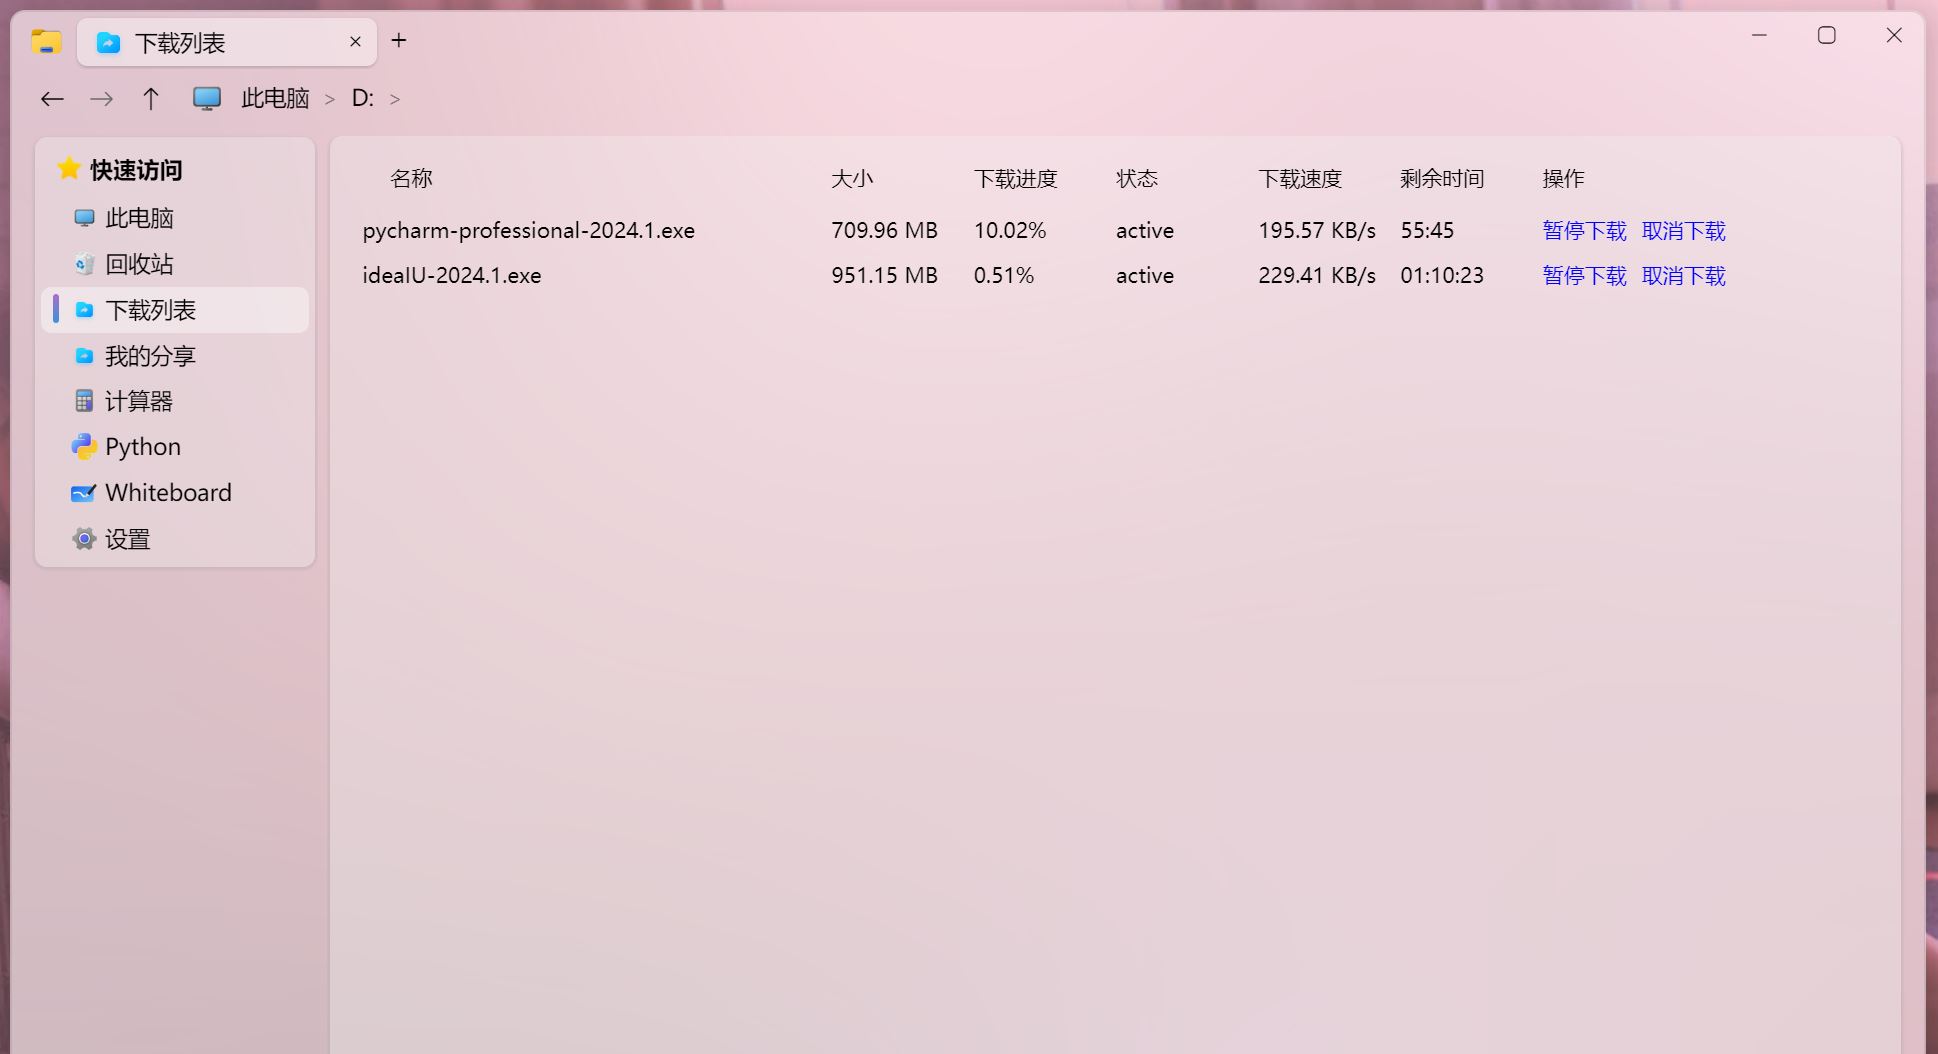 下载列表
此电脑 > D: >
快速访问
此电脑
回收站
下载列表
我的分享
计算器
Python
Whiteboard
设置
名称 大小 下载进度 状态 下载速度 剩余时间 操作
pycharm-professional-2024.1.exe 709.96 MB 10.02% active 195.57 KB/s 55:45 暂停下载 取消下载
ideaIU-2024.1.exe 951.15 MB 0.51% active 229.41 KB/s 01:10:23 暂停下载 取消下载